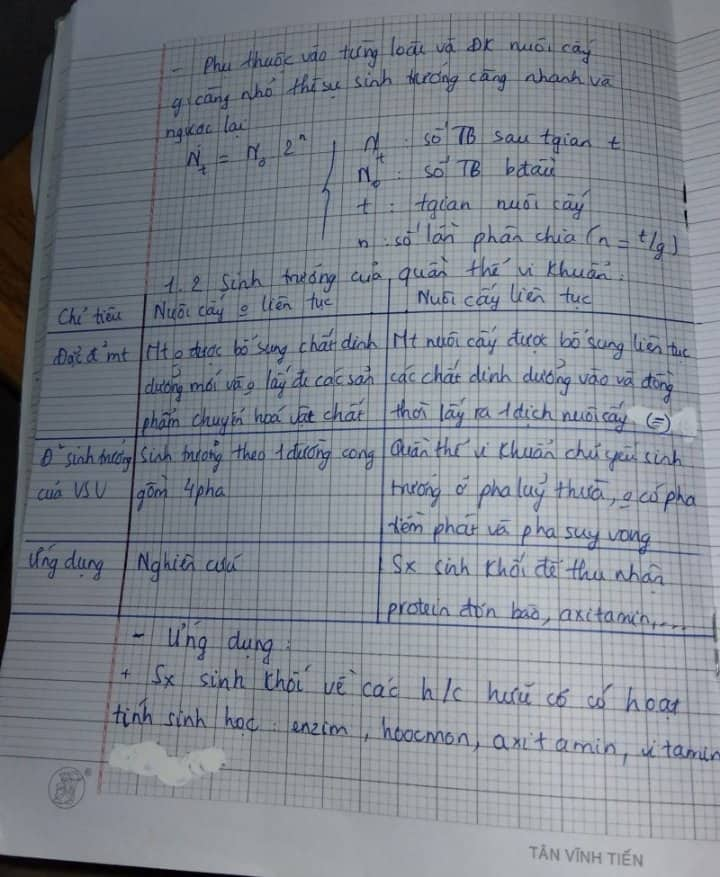 - Phụ thuộc vào từng loài và ĐK nuôi cấy
g càng nhỏ thì sự sinh trưởng càng nhanh và
ngược lại
Nt = No 2^n
Nt : số TB sau tgian t
No : số TB bđầu
t : tgian nuôi cấy
n : số lần phân chia (n = t/g)
1.2 Sinh trưởng của quần thể vi khuẩn :
Chỉ tiêu | Nuôi cấy o liên tục | Nuôi cấy liên tục
Đặc đ' mt | Mt o được bổ sung chất dinh | Mt nuôi cấy được bổ sung liên tục
dưỡng mới và o lấy đi các sản | các chất dinh dưỡng vào và đồng
phẩm chuyển hoá vật chất | thời lấy ra 1 dịch nuôi cấy (=)
Đ' sinh trưởng | Sinh trưởng theo 1 đường cong | Quần thể vi khuẩn chủ yếu sinh
của VSV | gồm 4 pha | trưởng ở pha luỹ thừa, o có pha
tiềm phát và pha suy vong
Ứng dụng | Nghiên cứu | Sx sinh khối để thu nhận
protein đơn bào, axitamin,....
- Ứng dụng :
+ Sx sinh khối về các h/c hưũ cơ có hoạt
tính sinh học : enzim, hoocmon, axit amin, vitamin
TÂN VĨNH TIẾN